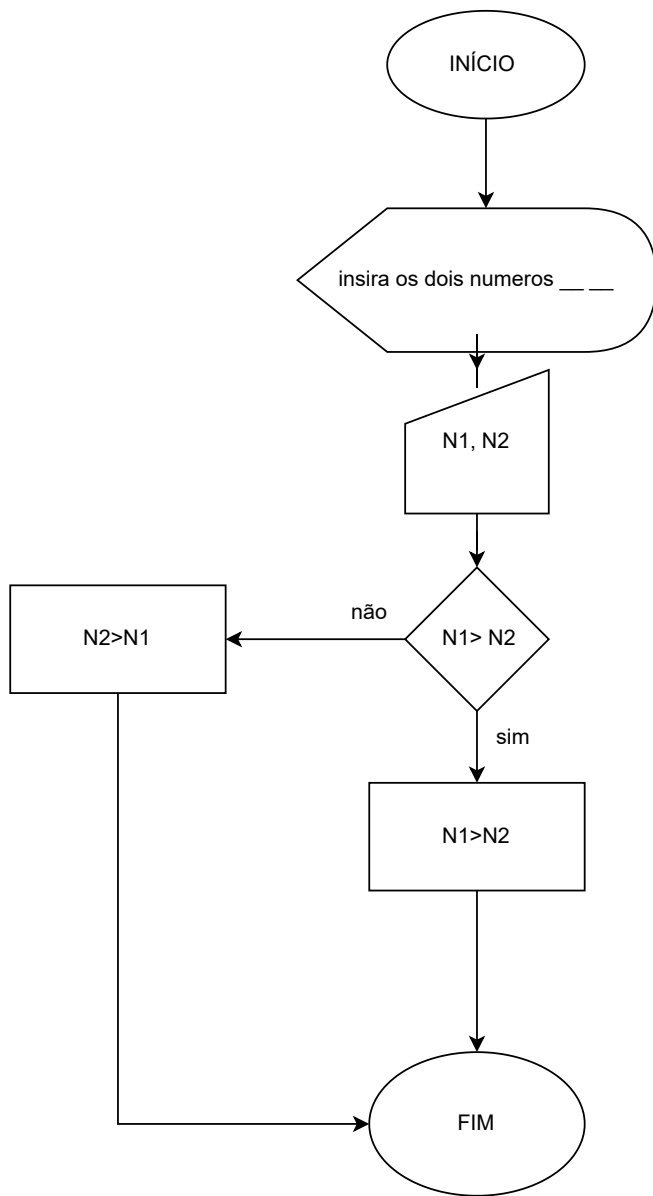 INÍCIO
insira os dois numeros __ __
N1, N2
não
N2>N1
N1> N2
sim
N1>N2
FIM